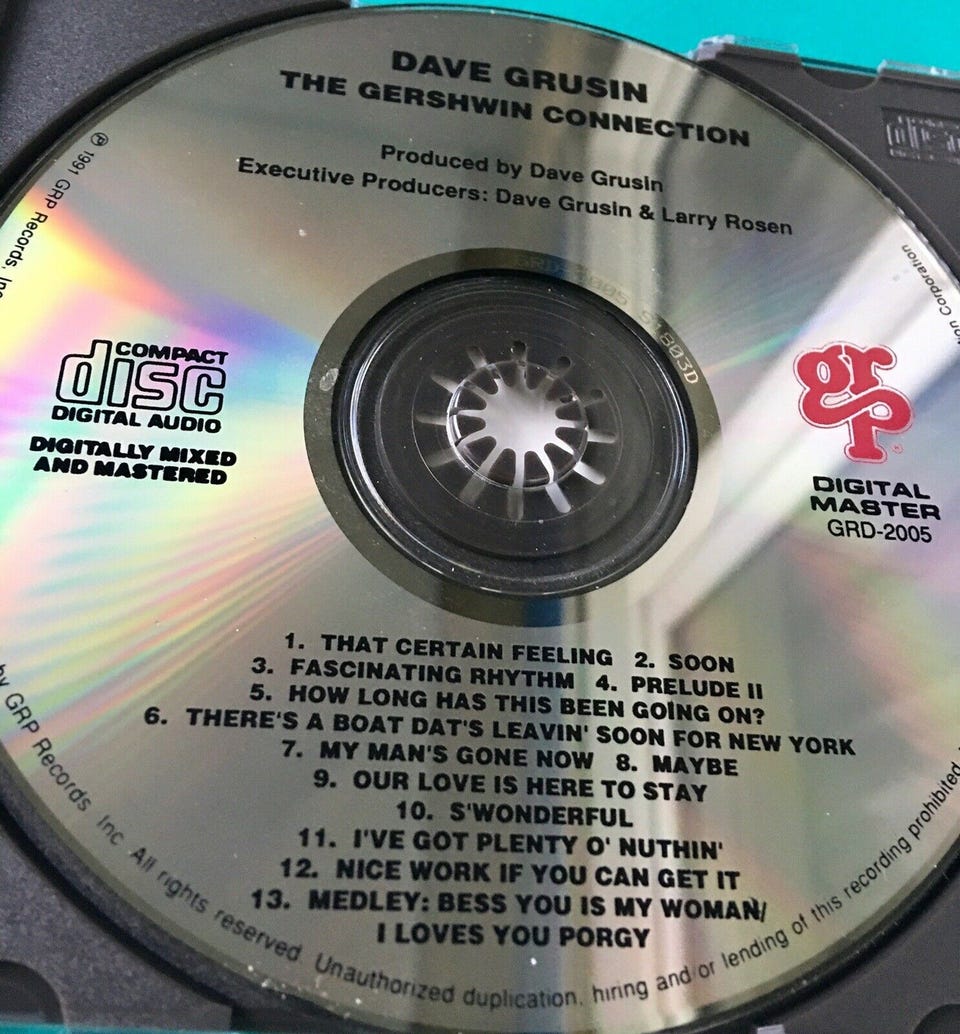 DAVE GRUSIN
THE GERSHWIN CONNECTION
Produced by Dave Grusin
Executive Producers: Dave Grusin & Larry Rosen
℗ 1991 GRP Records, Inc
Corporation
COMPACT
disc
DIGITAL AUDIO
DIGITALLY MIXED
AND MASTERED
grp
DIGITAL
MASTER
GRD-2005
1. THAT CERTAIN FEELING 2. SOON
3. FASCINATING RHYTHM 4. PRELUDE II
5. HOW LONG HAS THIS BEEN GOING ON?
6. THERE'S A BOAT DAT'S LEAVIN' SOON FOR NEW YORK
7. MY MAN'S GONE NOW 8. MAYBE
9. OUR LOVE IS HERE TO STAY
10. S'WONDERFUL
11. I'VE GOT PLENTY O' NUTHIN'
12. NICE WORK IF YOU CAN GET IT
13. MEDLEY: BESS YOU IS MY WOMAN/
I LOVES YOU PORGY
by GRP Records, Inc All rights reserved Unauthorized duplication, hiring and/or lending of this recording prohibited.